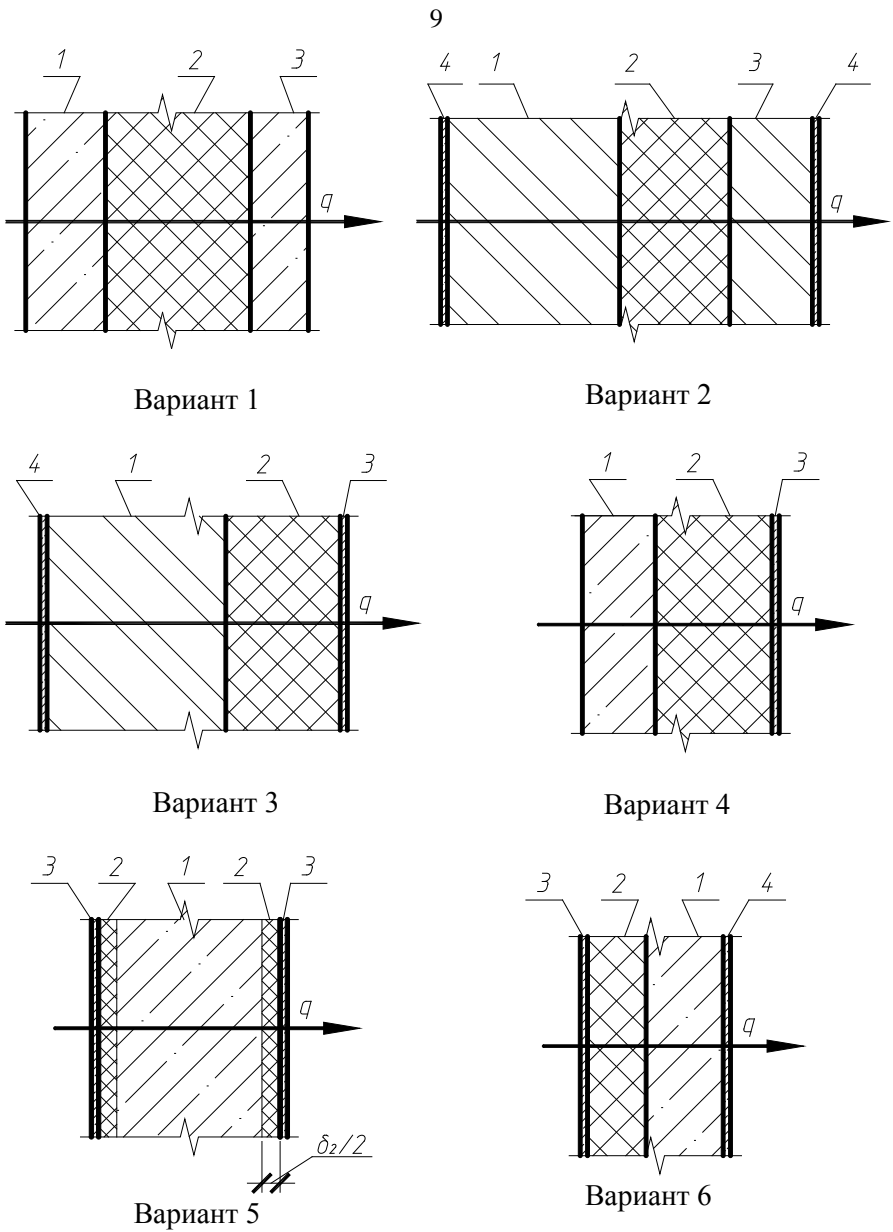 9
1 2 3
4 1 2 3 4
q
q
Вариант 1
Вариант 2
4 1 2 3
1 2 3
q
q
Вариант 3
Вариант 4
3 2 1 2 3
3 2 1 4
q
q
δ₂/2
Вариант 5
Вариант 6